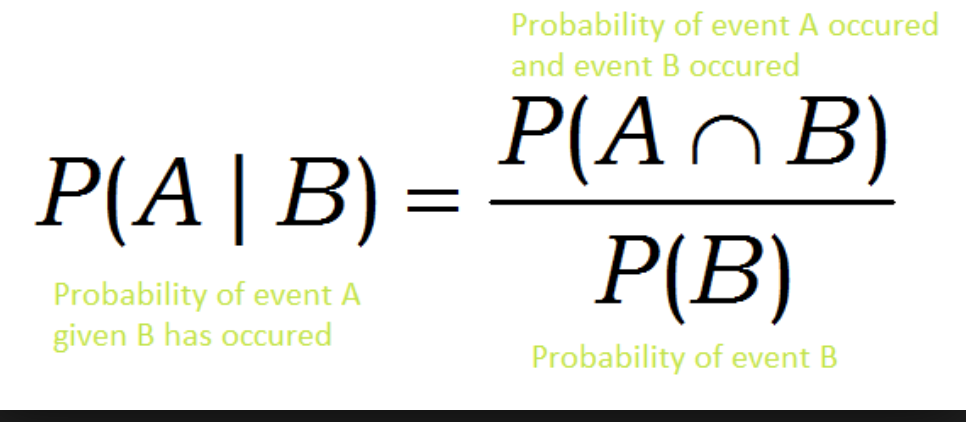 Probability of event A occured
and event B occured
P(A | B) = P(A ∩ B)
P(B)
Probability of event A
given B has occured
Probability of event B